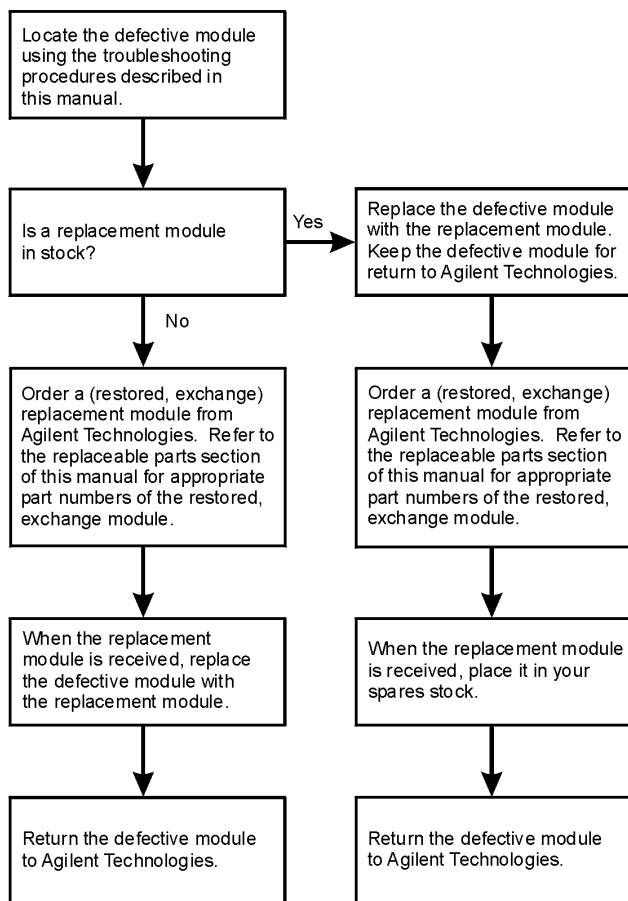 Locate the defective module
using the troubleshooting
procedures described in
this manual.
Is a replacement module
in stock?
Yes
Replace the defective module
with the replacement module.
Keep the defective module for
return to Agilent Technologies.
No
Order a (restored, exchange)
replacement module from
Agilent Technologies. Refer to
the replaceable parts section
of this manual for appropriate
part numbers of the restored,
exchange module.
Order a (restored, exchange)
replacement module from
Agilent Technologies. Refer to
the replaceable parts section
of this manual for appropriate
part numbers of the restored,
exchange module.
When the replacement
module is received, replace
the defective module with
the replacement module.
When the replacement module
is received, place it in your
spares stock.
Return the defective module
to Agilent Technologies.
Return the defective module
to Agilent Technologies.